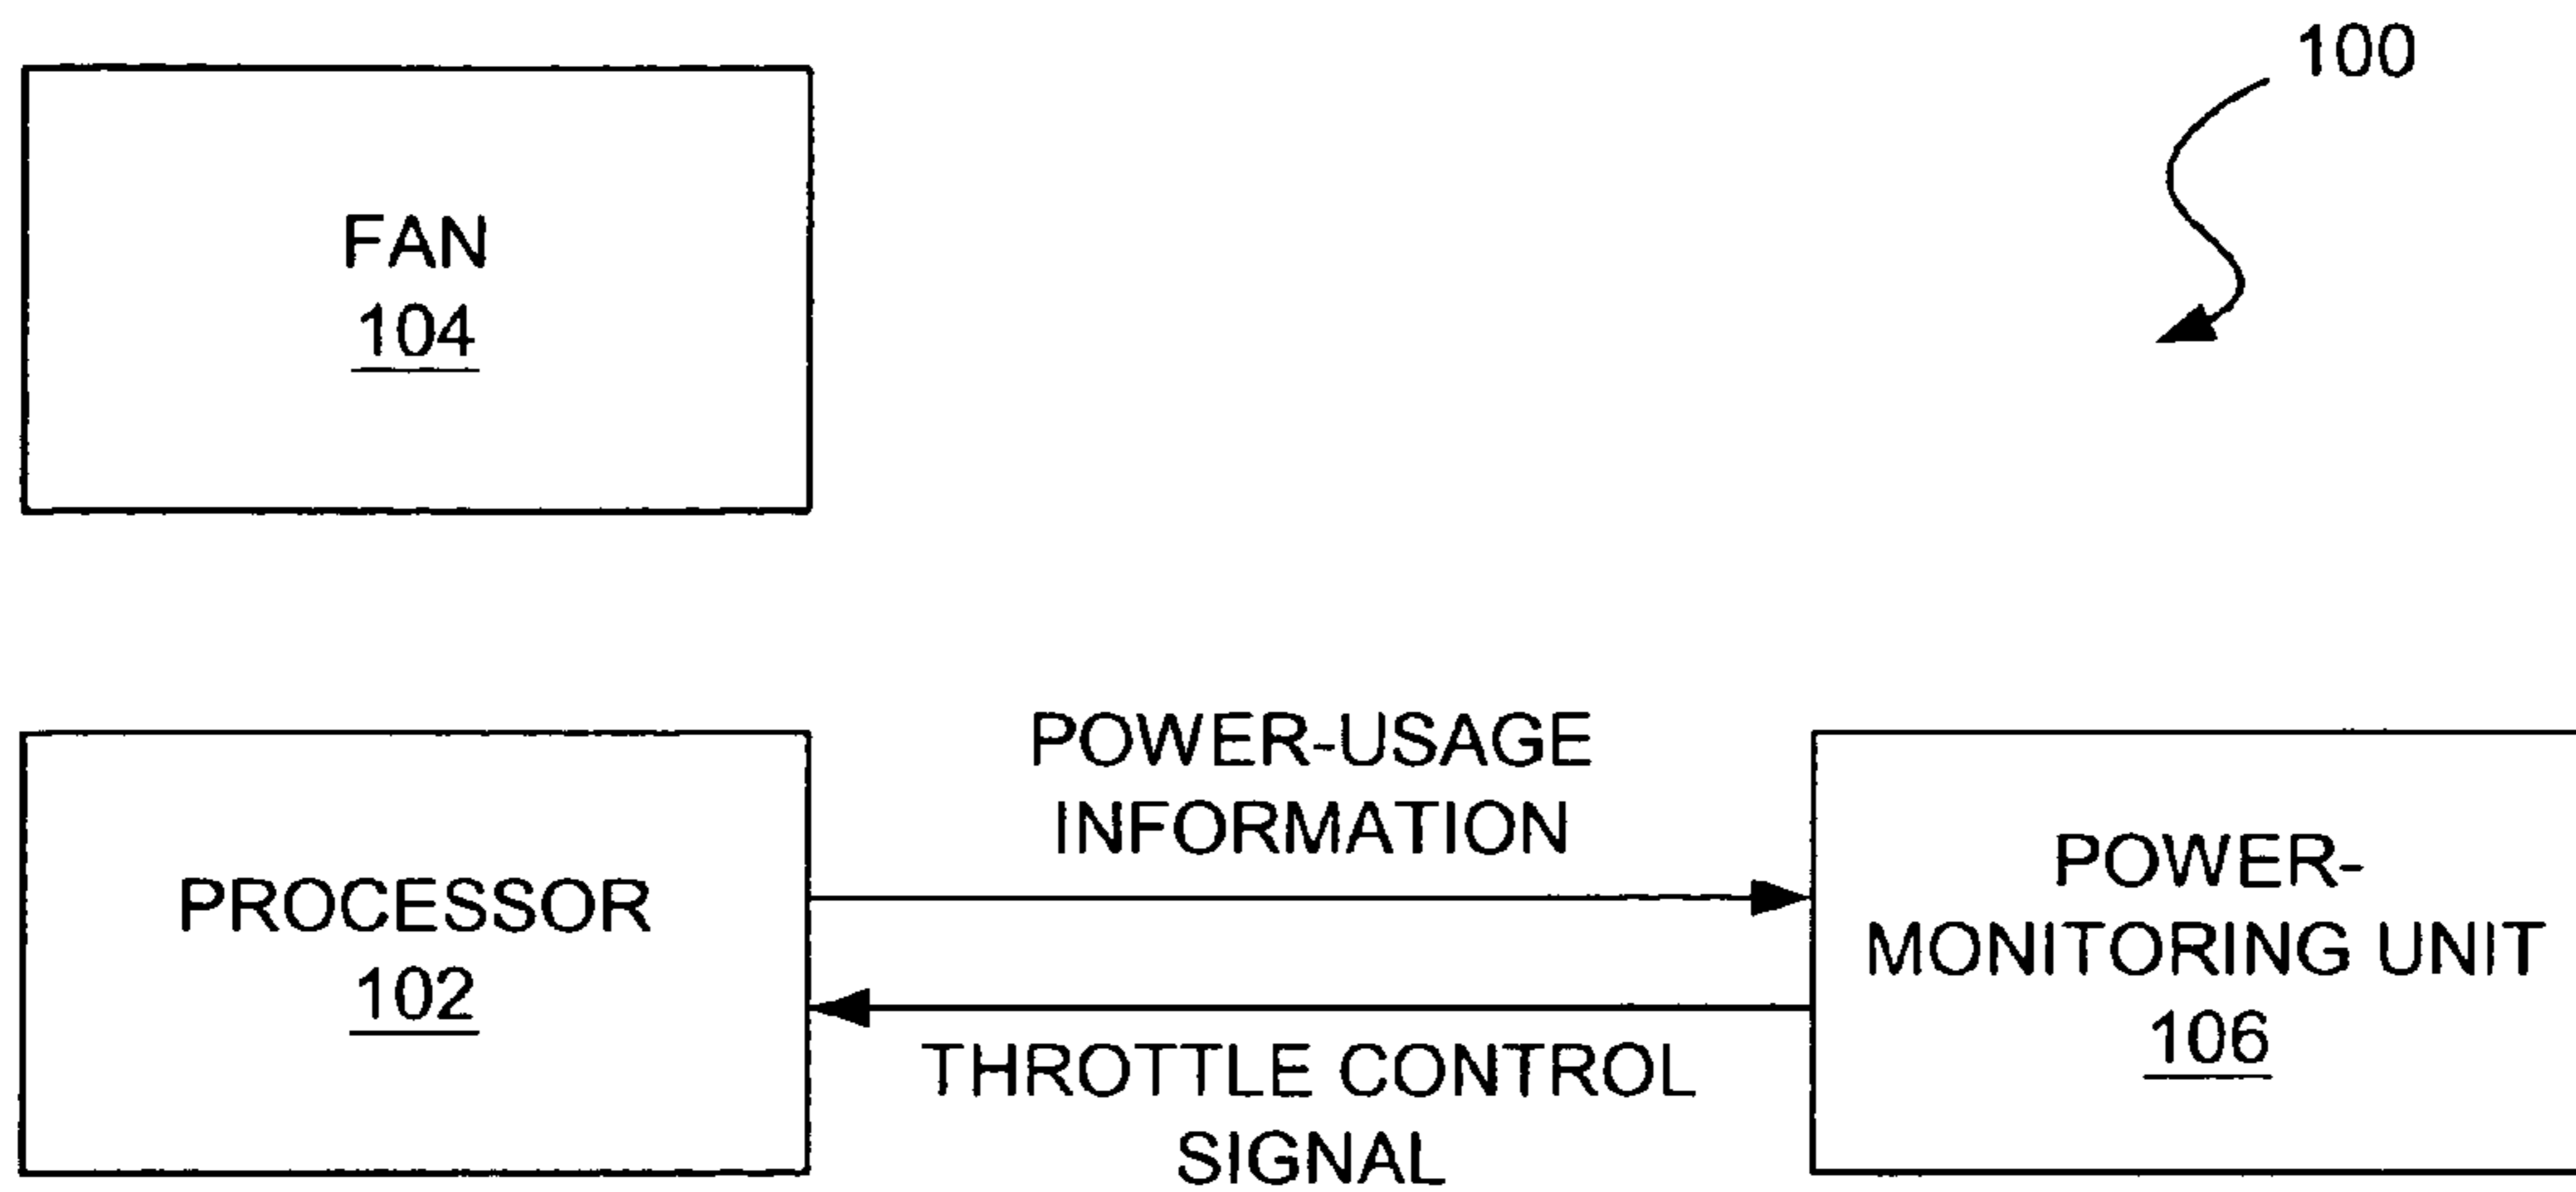 100
FAN
104
POWER-USAGE
INFORMATION
PROCESSOR
102
THROTTLE CONTROL
SIGNAL
POWER-
MONITORING UNIT
106